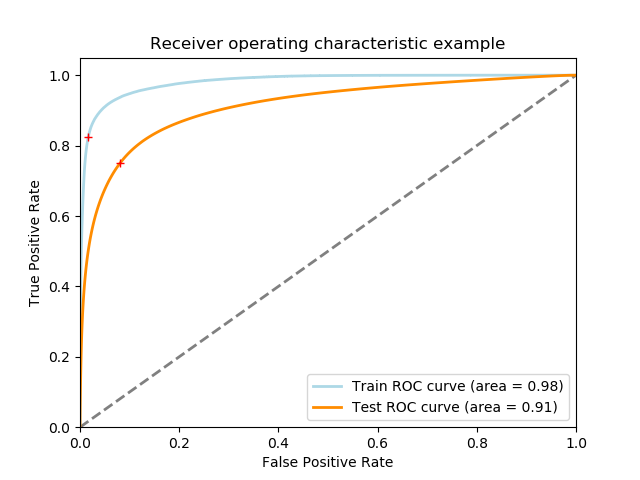 Receiver operating characteristic example
1.0
0.8
0.6
0.4
0.2
0.0
True Positive Rate
Train ROC curve (area = 0.98)
Test ROC curve (area = 0.91)
0.0 0.2 0.4 0.6 0.8 1.0
False Positive Rate